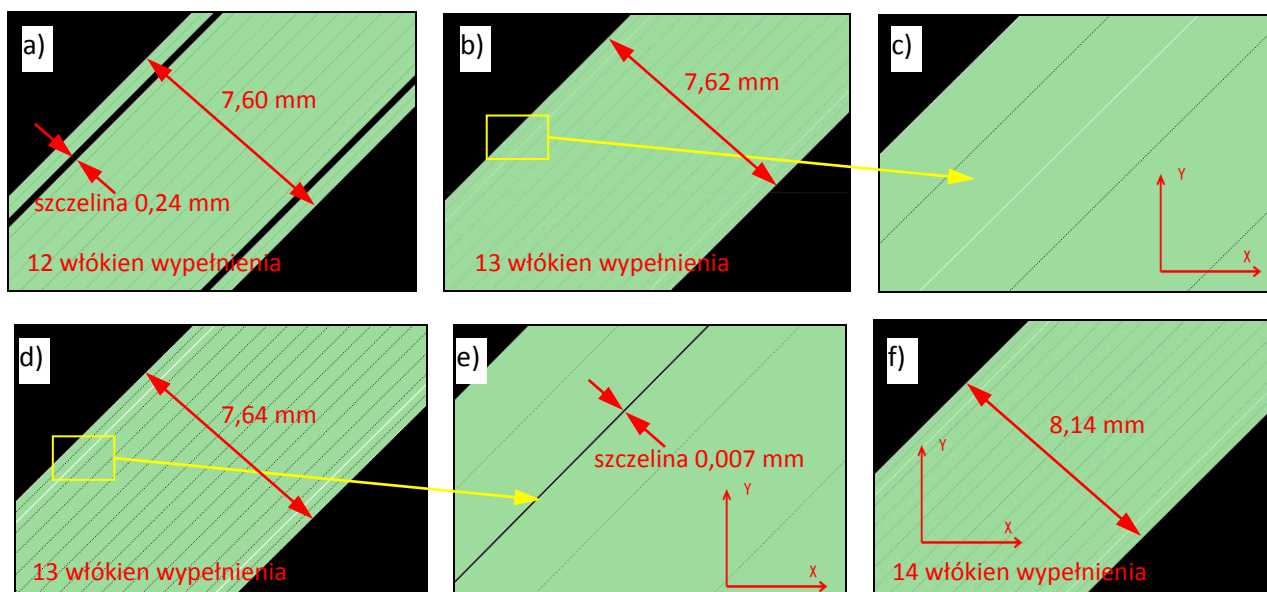 a)
7,60 mm
szczelina 0,24 mm
12 włókien wypełnienia
b)
7,62 mm
13 włókien wypełnienia
c)
Y
X
d)
7,64 mm
13 włókien wypełnienia
e)
szczelina 0,007 mm
Y
X
f)
8,14 mm
Y
X
14 włókien wypełnienia